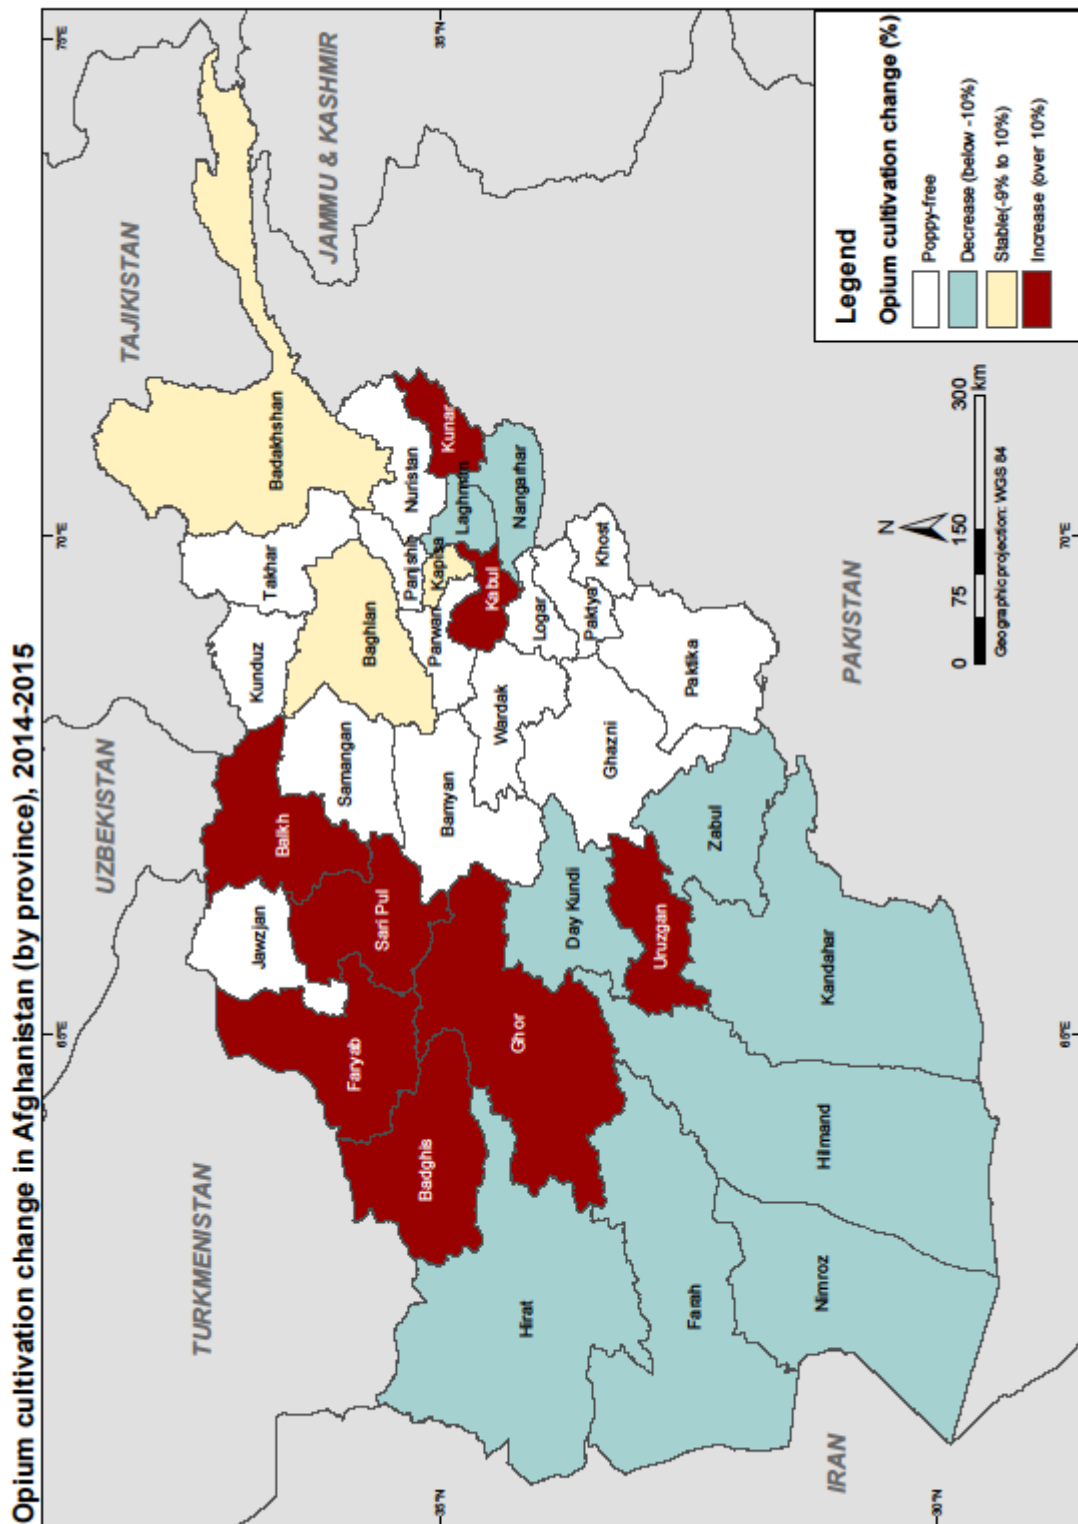 Opium cultivation change in Afghanistan (by province), 2014-2015
65°E
70°E
75°E
UZBEKISTAN
TAJIKISTAN
TURKMENISTAN
JAMMU & KASHMIR
Jawzjan
Balkh
Kunduz
Takhar
Badakhshan
Faryab
Sari Pul
Samangan
Baghlan
Panjshir
Nuristan
35°N
Badghis
Bamyan
Parwan
Kapisa
Kunar
35°N
Laghman
Hirat
Ghor
Wardak
Kabul
Nangarhar
Day Kundi
Logar
Ghazni
Paktya
Khost
Uruzgan
Farah
Zabul
Paktika
Nimroz
Hilmand
Kandahar
IRAN
PAKISTAN
30°N
65°E
70°E
N
0 75 150 300
km
Geographic projection: WGS 84
Legend
Opium cultivation change (%)
Poppy-free
Decrease (below -10%)
Stable(-9% to 10%)
Increase (over 10%)